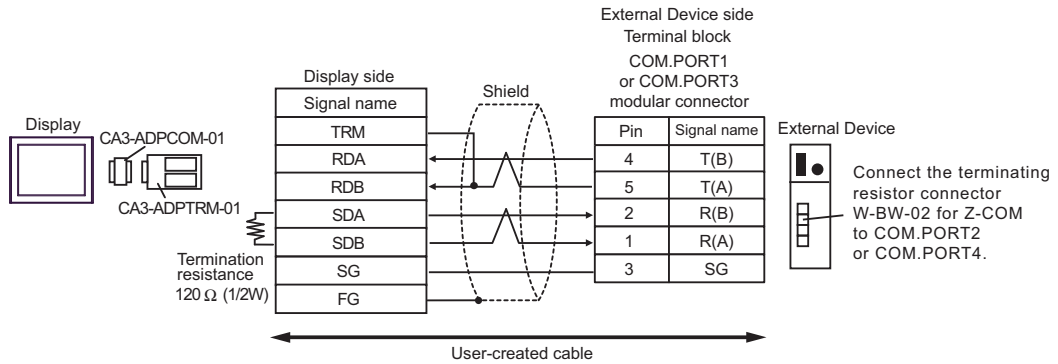 External Device side
Terminal block
COM.PORT1
or COM.PORT3
modular connector
Display side
Shield
Signal name
Pin Signal name
Display
CA3-ADPCOM-01
CA3-ADPTRM-01
External Device
TRM
RDA 4 T(B)
RDB 5 T(A)
SDA 2 R(B)
SDB 1 R(A)
SG 3 SG
FG
Termination
resistance
120 Ω (1/2W)
Connect the terminating
resistor connector
W-BW-02 for Z-COM
to COM.PORT2
or COM.PORT4.
User-created cable